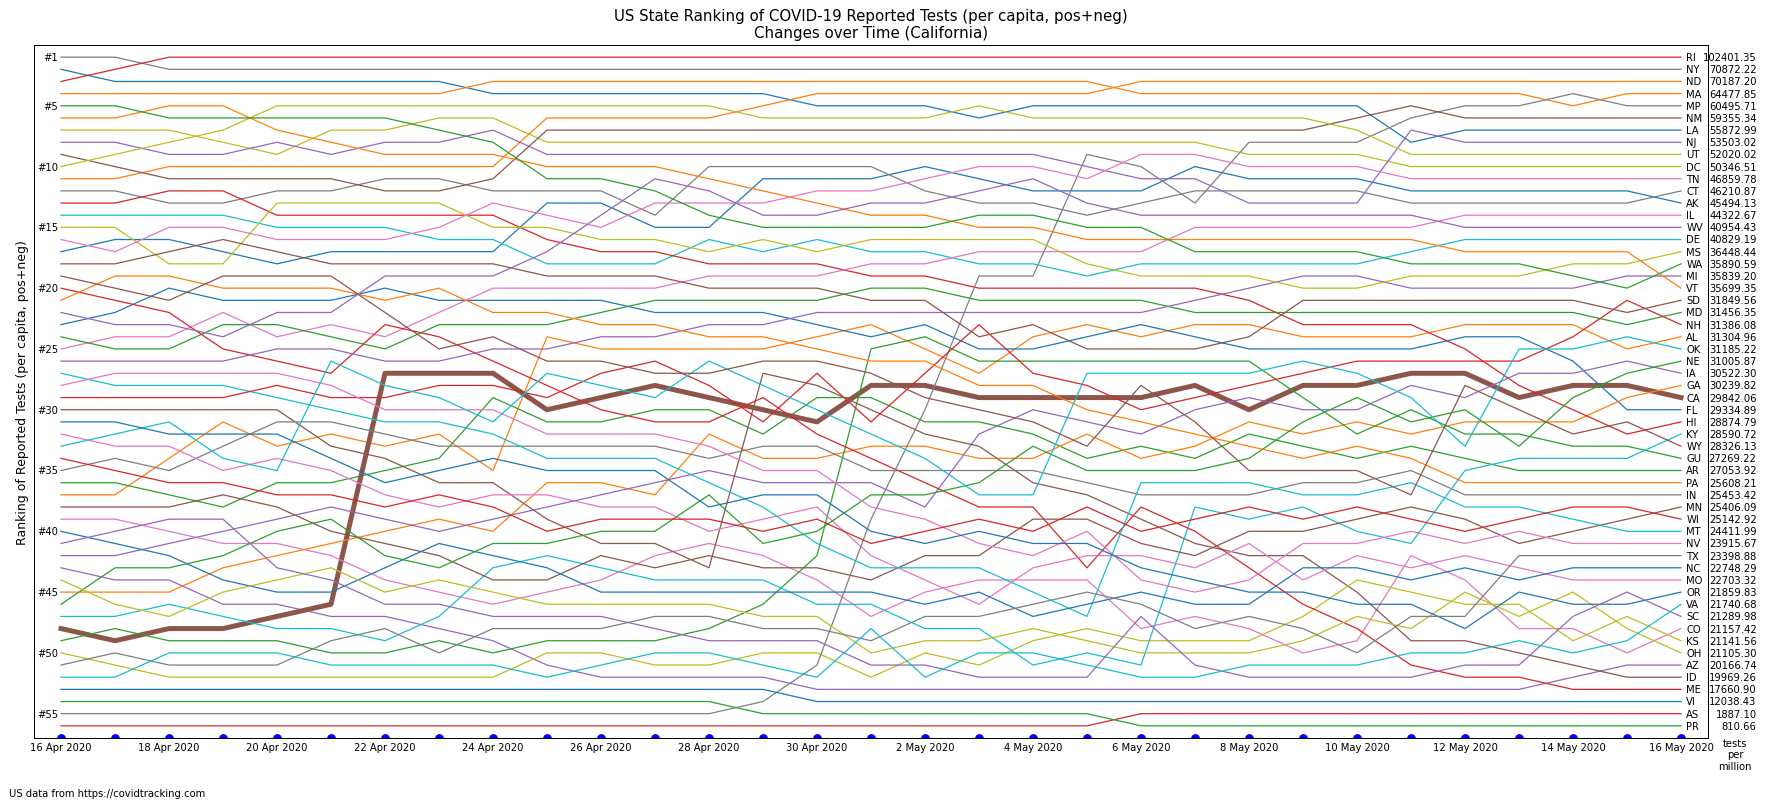 US State Ranking of COVID-19 Reported Tests (per capita, pos+neg)
Changes over Time (California)
Ranking of Reported Tests (per capita, pos+neg)
#1
#5
#10
#15
#20
#25
#30
#35
#40
#45
#50
#55
RI 102401.35
NY 70872.22
ND 70187.20
MA 64477.85
MP 60495.71
NM 59355.34
LA 55872.99
NJ 53503.02
UT 52020.02
DC 50346.51
TN 46859.78
CT 46210.87
AK 45494.13
IL 44322.67
WV 40954.43
DE 40829.19
MS 36448.44
WA 35890.59
MI 35839.20
VT 35699.35
SD 31849.56
MD 31456.35
NH 31386.08
AL 31304.96
OK 31185.22
NE 31005.87
IA 30522.30
GA 30239.82
CA 29842.06
FL 29334.89
HI 28874.79
KY 28590.72
WY 28326.13
GU 27269.22
AR 27053.92
PA 25608.21
IN 25453.42
MN 25406.09
WI 25142.92
MT 24411.99
NV 23915.67
TX 23398.88
NC 22748.29
MO 22703.32
OR 21859.83
VA 21740.68
SC 21289.98
CO 21157.42
KS 21141.56
OH 21105.30
AZ 20166.74
ID 19969.26
ME 17660.90
VI 12038.43
AS 1887.10
PR 810.66
16 Apr 2020 18 Apr 2020 20 Apr 2020 22 Apr 2020 24 Apr 2020 26 Apr 2020 28 Apr 2020 30 Apr 2020 2 May 2020 4 May 2020 6 May 2020 8 May 2020 10 May 2020 12 May 2020 14 May 2020 16 May 2020
tests
per
million
US data from https://covidtracking.com